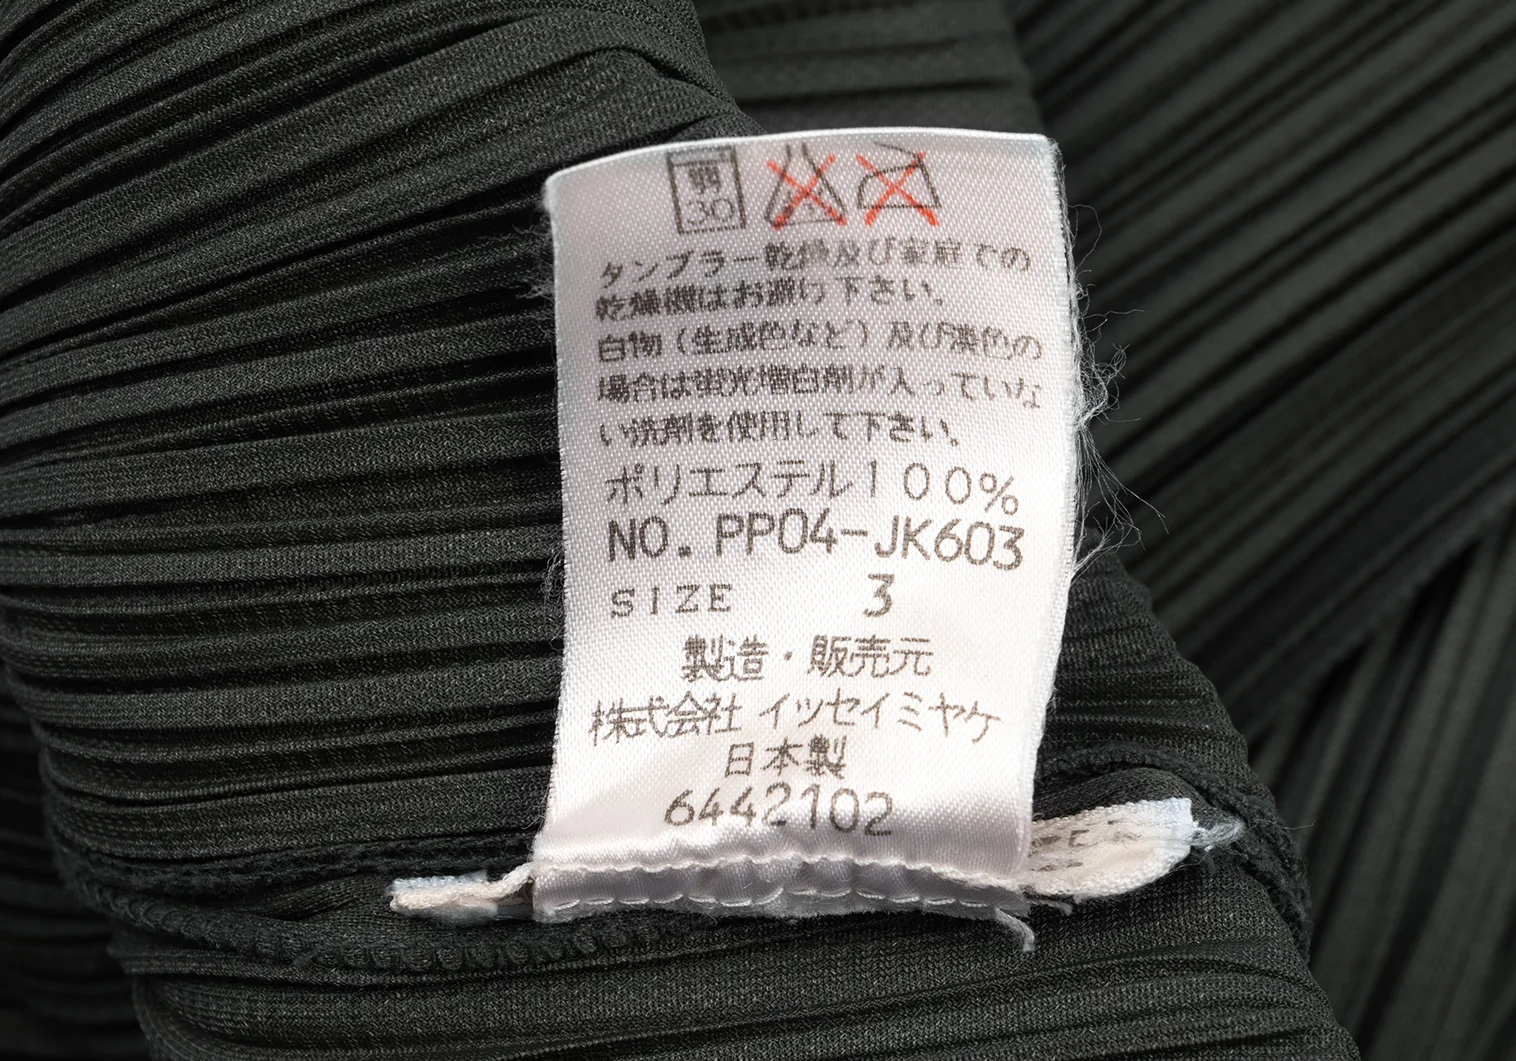 弱
30
タンブラー乾燥及び家庭での
乾燥機はお避け下さい。
白物（生成色など）及び淡色の
場合は蛍光増白剤が入っていな
い洗剤を使用して下さい。
ポリエステル100%
NO. PP04-JK603
SIZE 3
製造・販売元
株式会社 イッセイミヤケ
日本製
6442102